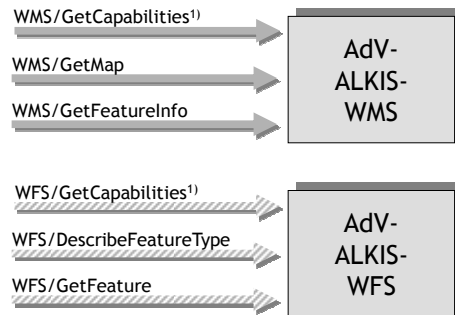 WMS/GetCapabilities1)
WMS/GetMap
WMS/GetFeatureInfo
AdV-
ALKIS-
WMS
WFS/GetCapabilities1)
WFS/DescribeFeatureType
WFS/GetFeature
AdV-
ALKIS-
WFS